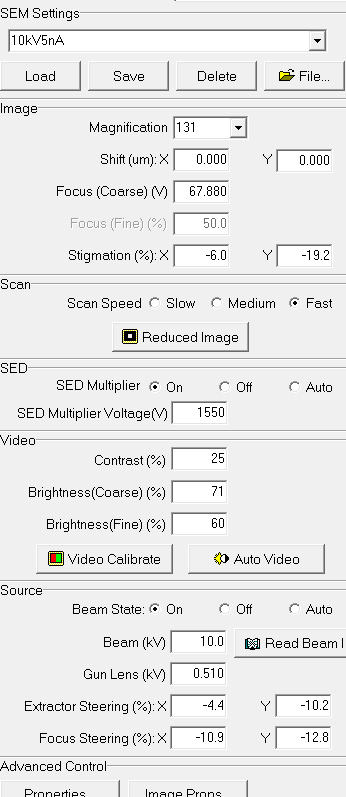 SEM Settings
10kV5nA
Load Save Delete File...
Image
Magnification 131
Shift (um): X 0.000 Y 0.000
Focus (Coarse) (V) 67.880
Focus (Fine) (%) 50.0
Stigmation (%): X -6.0 Y -19.2
Scan
Scan Speed Slow Medium Fast
Reduced Image
SED
SED Multiplier On Off Auto
SED Multiplier Voltage(V) 1550
Video
Contrast (%) 25
Brightness(Coarse) (%) 71
Brightness(Fine) (%) 60
Video Calibrate Auto Video
Source
Beam State: On Off Auto
Beam (kV) 10.0 Read Beam I
Gun Lens (kV) 0.510
Extractor Steering (%): X -4.4 Y -10.2
Focus Steering (%): X -10.9 Y -12.8
Advanced Control
Properties... Image Props...